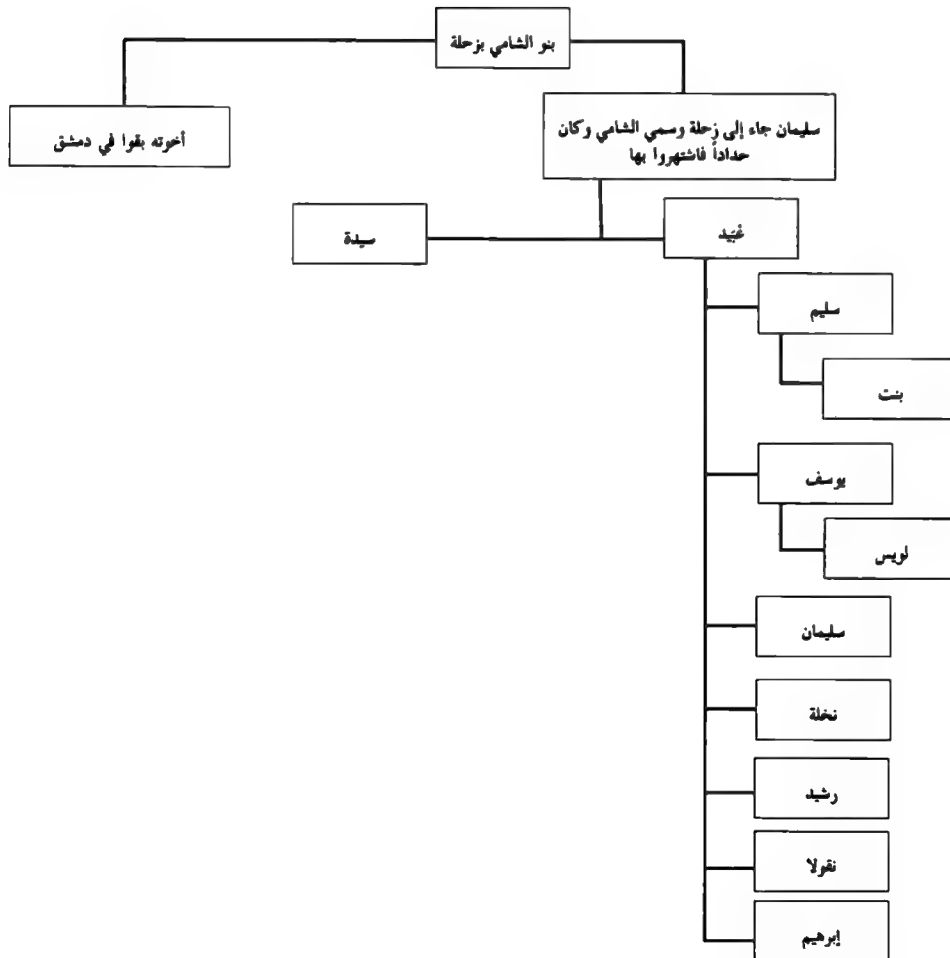 بنو الشامي بزحلة
سليمان جاء إلى زحلة وسمي الشامي وكان
حداداً فاشتهروا بها
أخوته بقوا في دمشق
عُبَيد
سيدة
سليم
بنت
يوسف
لويس
سليمان
نخلة
رشيد
نقولا
إبرهيم